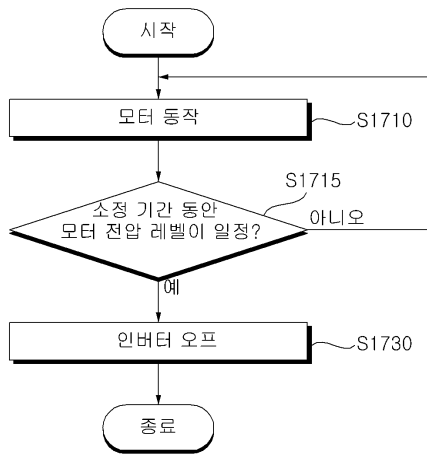 시작
모터 동작
S1710
S1715
소정 기간 동안
모터 전압 레벨이 일정?
아니오
예
인버터 오프
S1730
종료